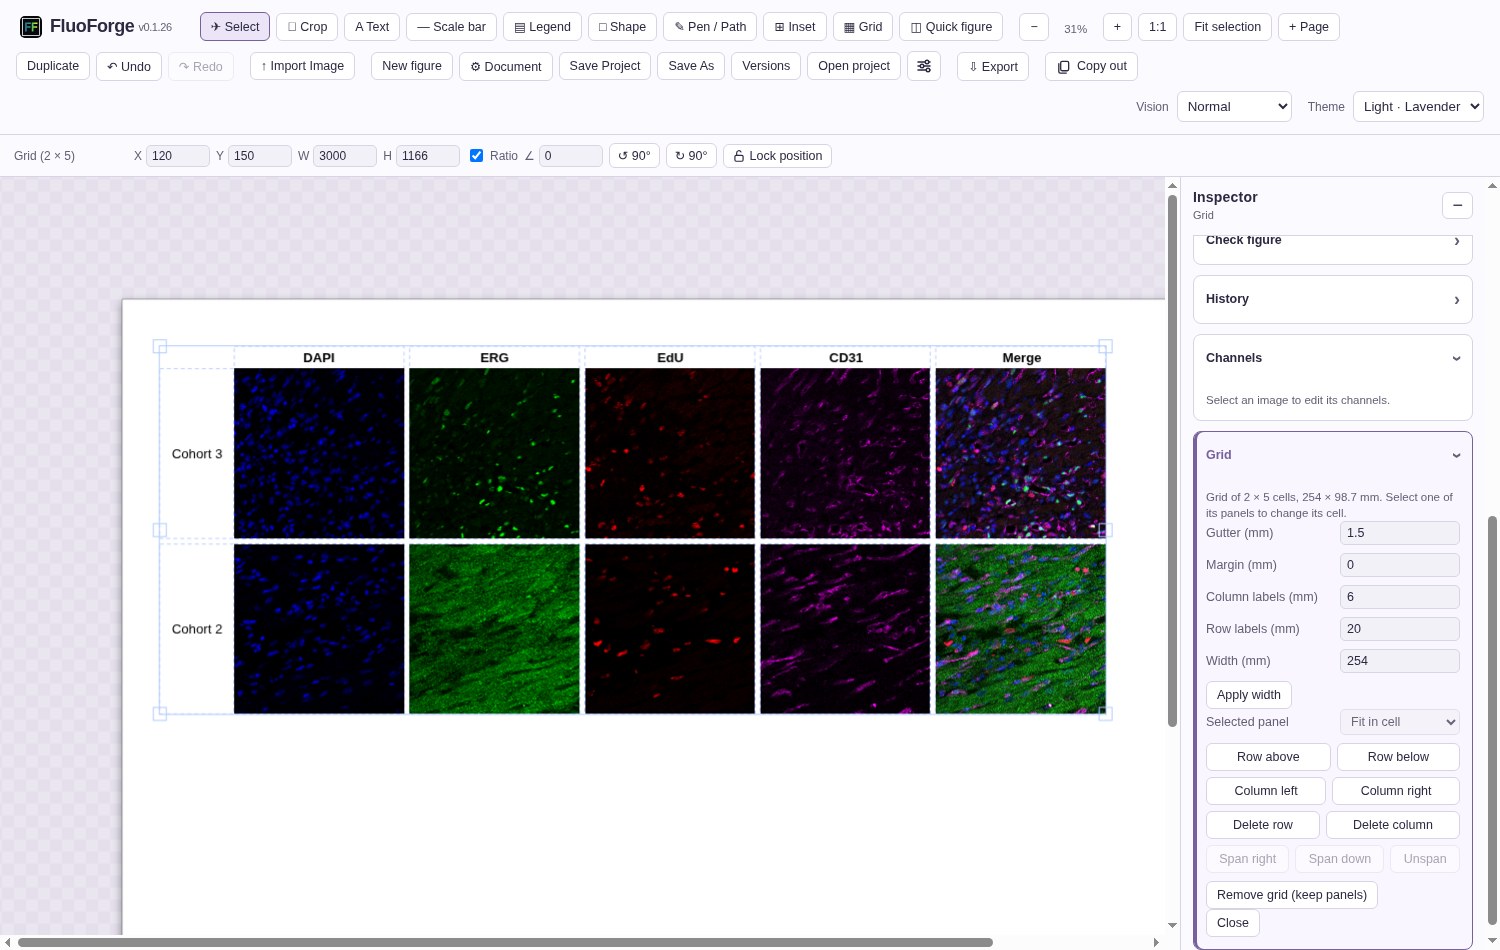 FF FluoForge v0.1.26 Select Crop A Text Scale bar Legend Shape Pen / Path Inset Grid Quick figure − 31% + 1:1 Fit selection + Page
Duplicate Undo Redo Import Image New figure Document Save Project Save As Versions Open project Export Copy out
Vision Normal Theme Light · Lavender
Grid (2 × 5) X 120 Y 150 W 3000 H 1166 Ratio ∠ 0 ↺ 90° ↻ 90° Lock position
Inspector
Grid
Check figure
History
Channels
Select an image to edit its channels.
Grid
Grid of 2 × 5 cells, 254 × 98.7 mm. Select one of
its panels to change its cell.
Gutter (mm) 1.5
Margin (mm) 0
Column labels (mm) 6
Row labels (mm) 20
Width (mm) 254
Apply width
Selected panel Fit in cell
Row above Row below
Column left Column right
Delete row Delete column
Span right Span down Unspan
Remove grid (keep panels)
Close
DAPI ERG EdU CD31 Merge
Cohort 3
Cohort 2